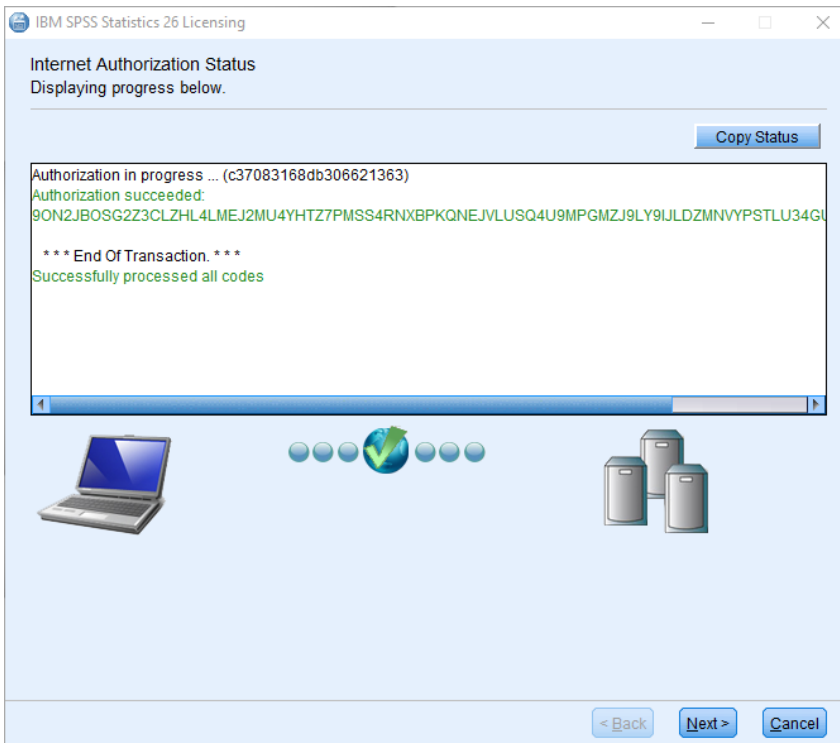 IBM SPSS Statistics 26 Licensing
Internet Authorization Status
Displaying progress below.
Copy Status
Authorization in progress ... (c37083168db306621363)
Authorization succeeded:
9ON2JBOSG2Z3CLZHL4LMEJ2MU4YHTZ7PMSS4RNXBPKQNEJVLUSQ4U9MPGMZJ9LY9IJLDZMNVYPSTLU34GU
* * * End Of Transaction. * * *
Successfully processed all codes
< Back
Next >
Cancel